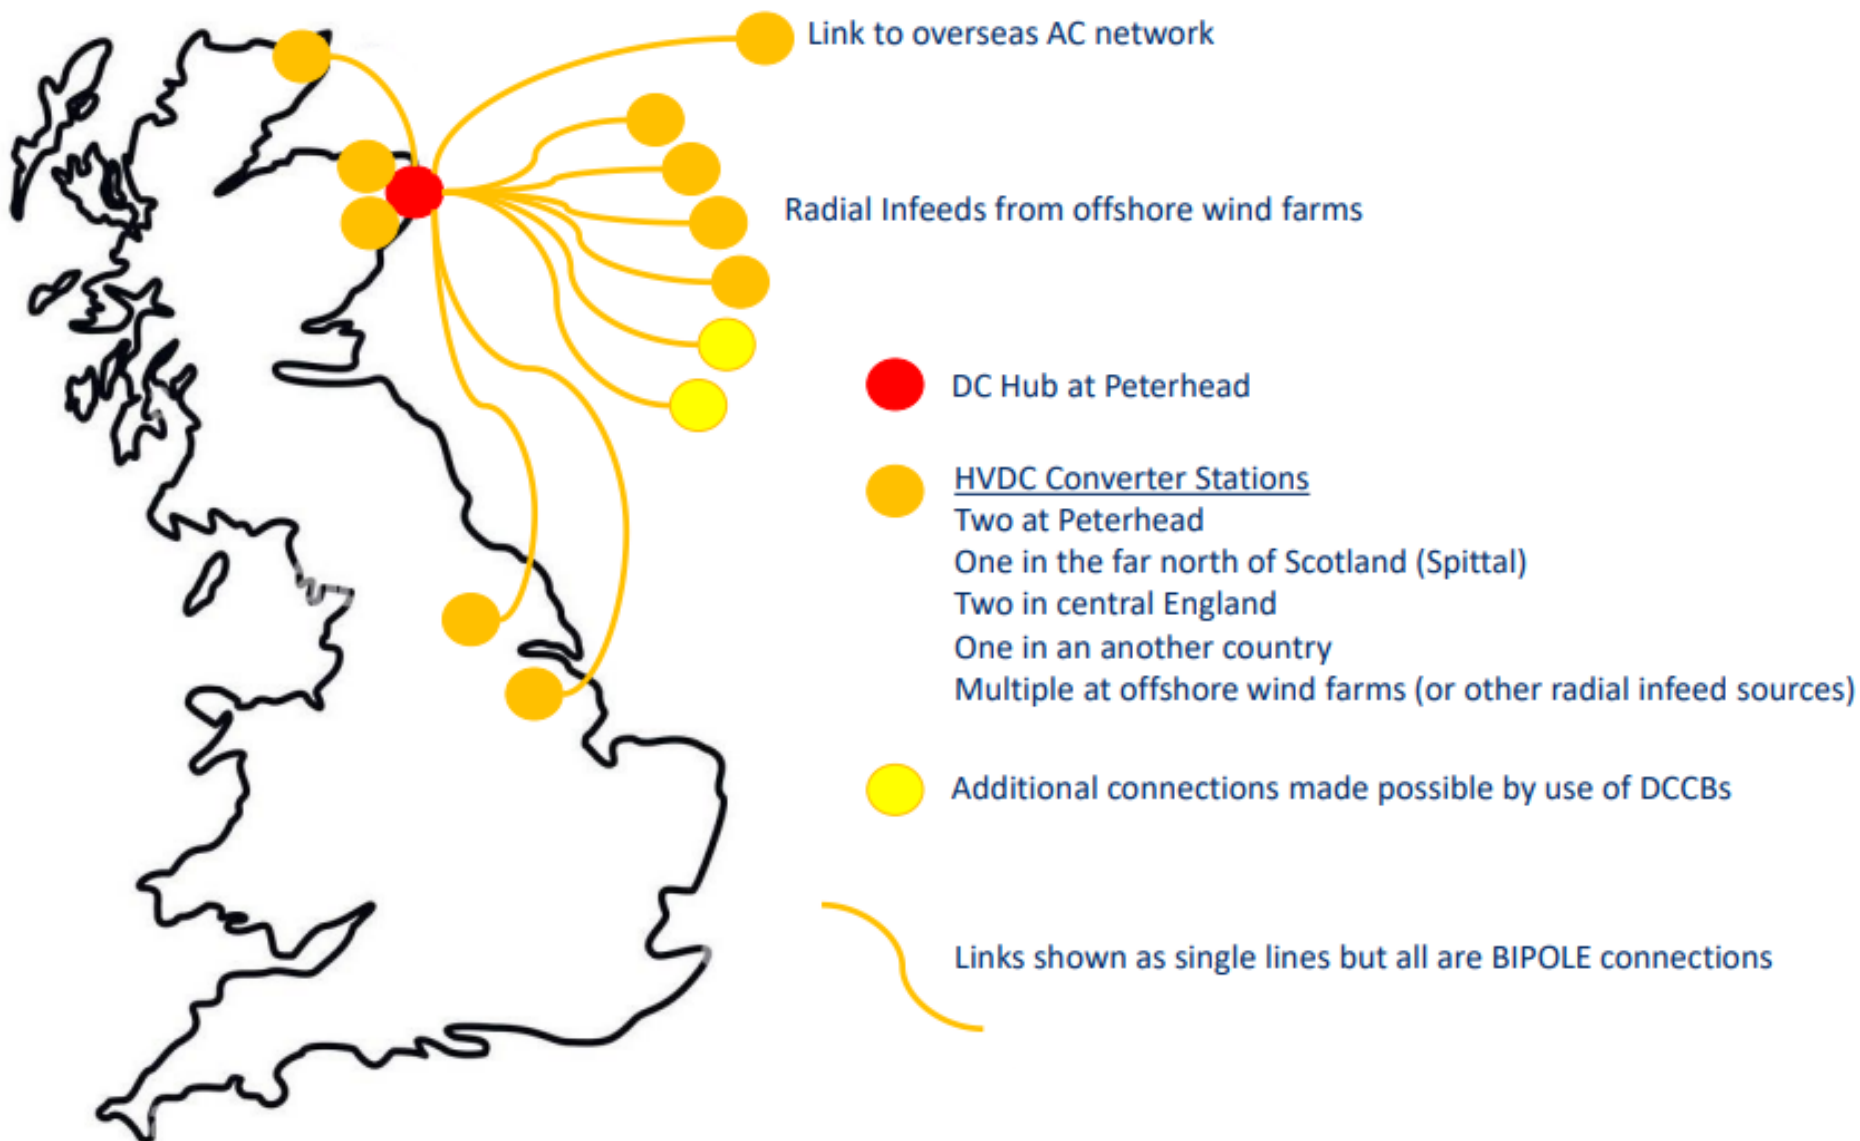 Link to overseas AC network
Radial Infeeds from offshore wind farms
DC Hub at Peterhead
HVDC Converter Stations
Two at Peterhead
One in the far north of Scotland (Spittal)
Two in central England
One in an another country
Multiple at offshore wind farms (or other radial infeed sources)
Additional connections made possible by use of DCCBs
Links shown as single lines but all are BIPOLE connections